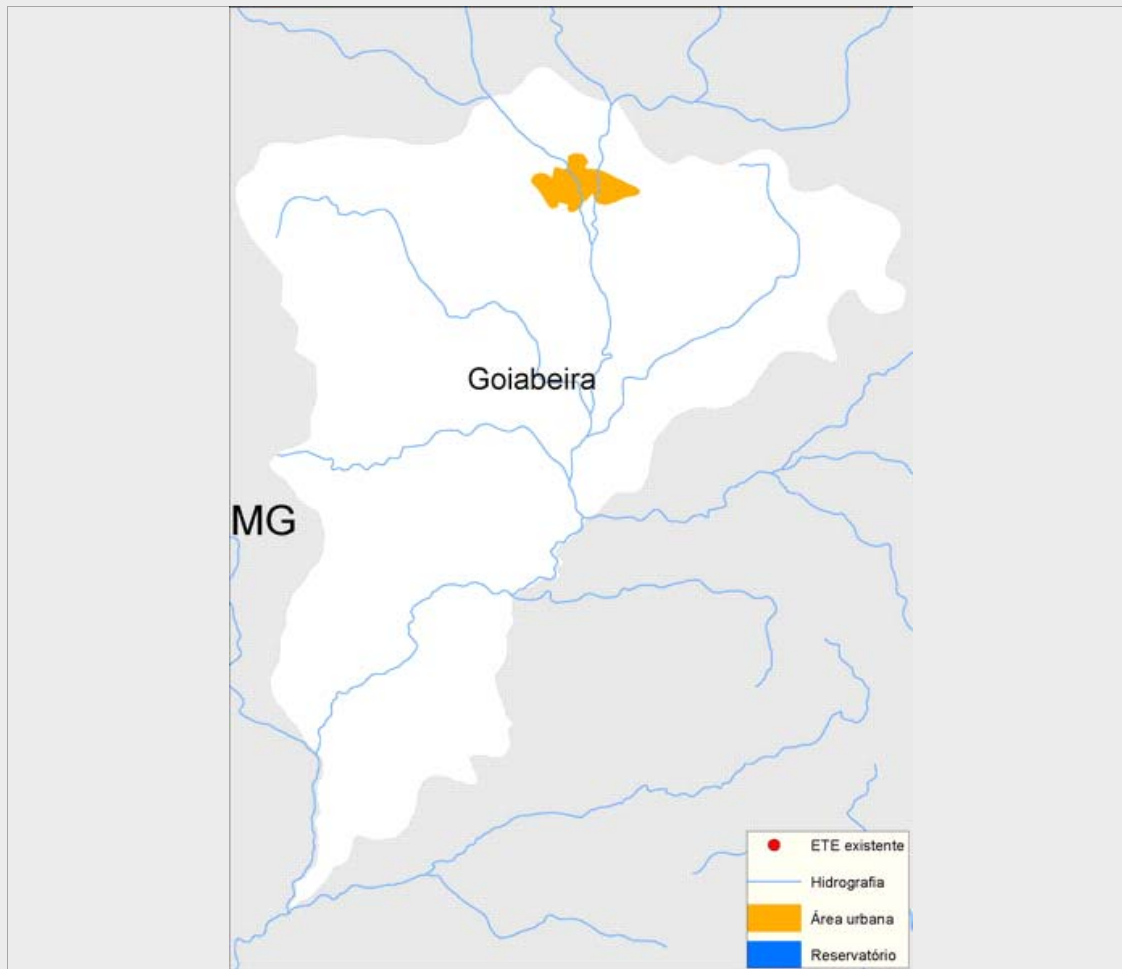 Goiabeira
MG
ETE existente
Hidrografia
Área urbana
Reservatório